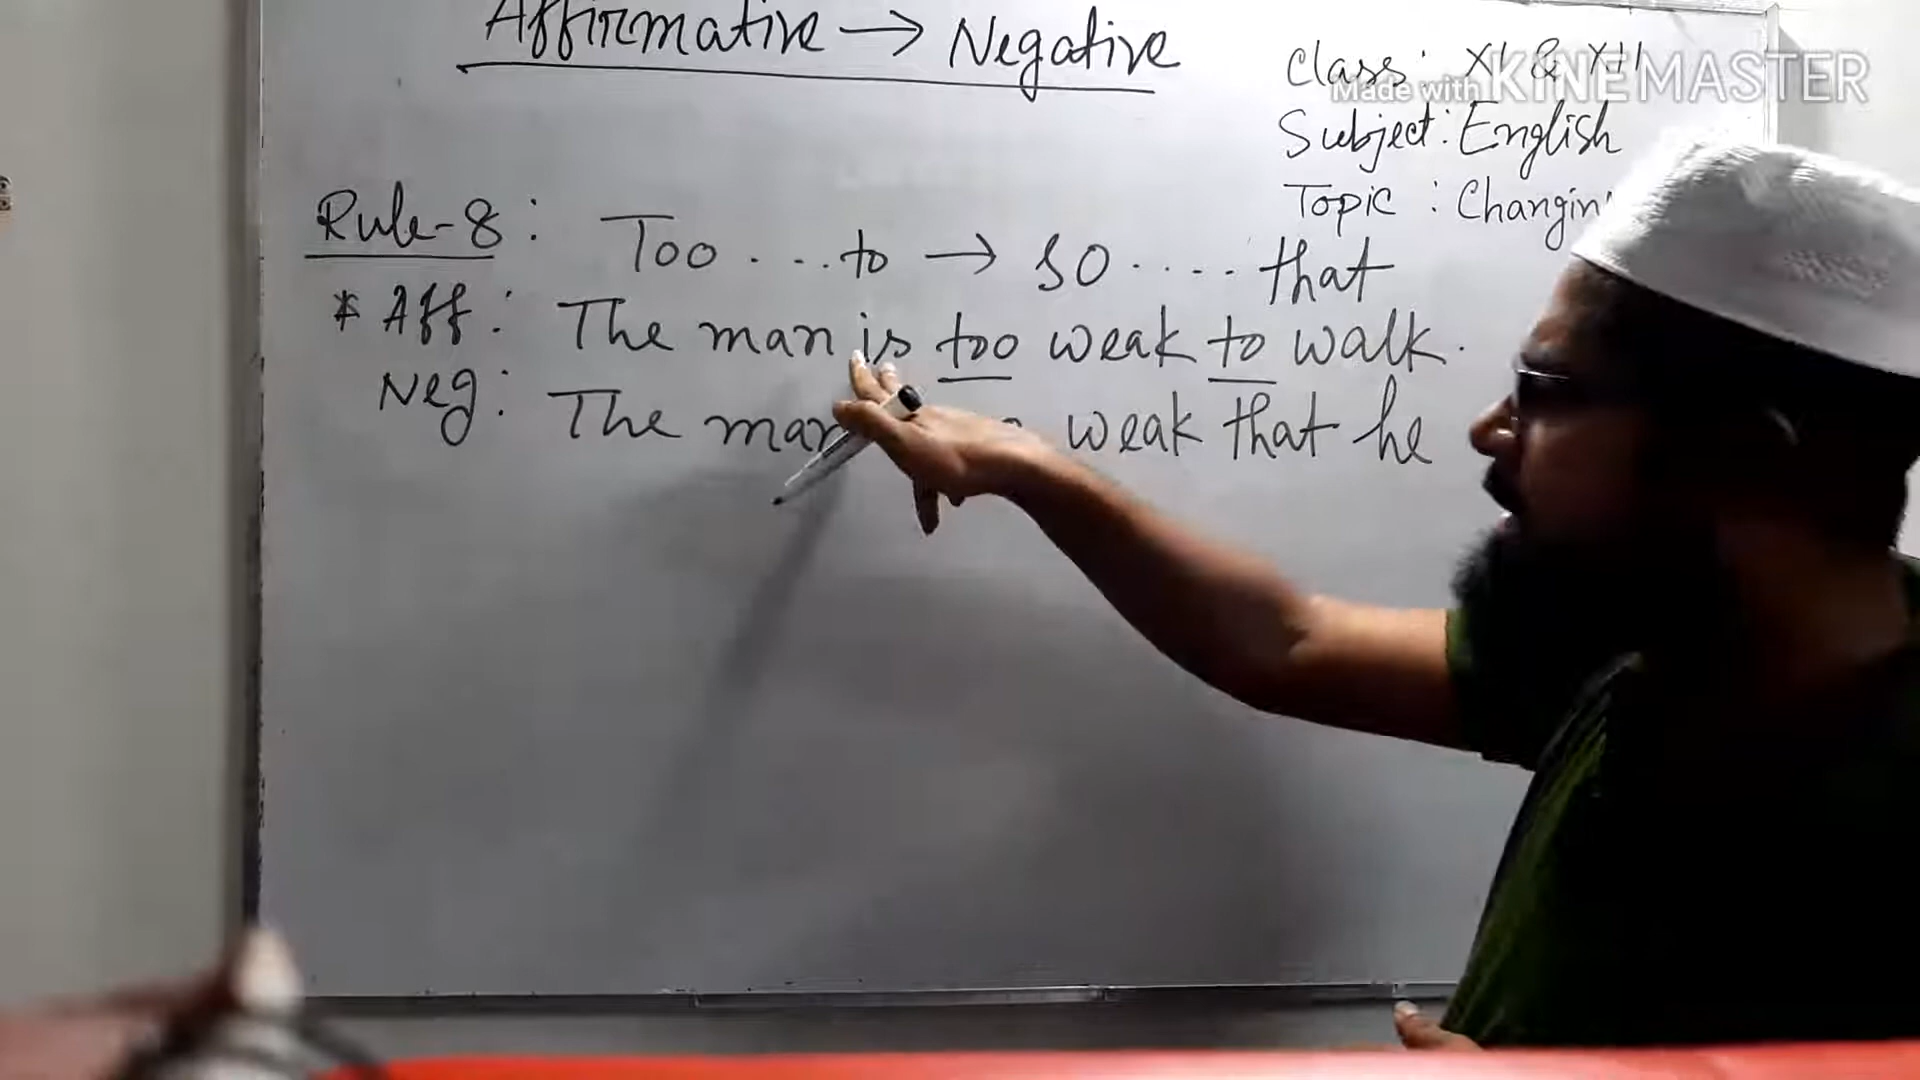 Affirmative → Negative
Class: XI & XII
Made with KINEMASTER
Subject: English
Topic : Changin
Rule-8: Too ....to → so .... that
* Aff: The man is too weak to walk.
Neg: The man weak that he